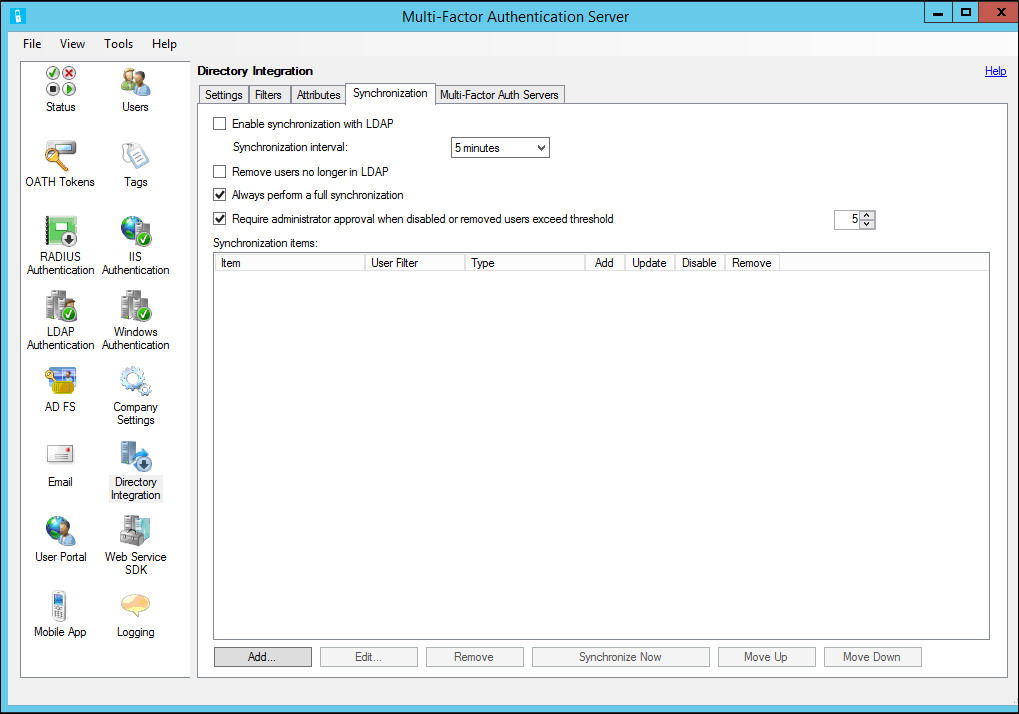 Multi-Factor Authentication Server
File View Tools Help
Status Users
OATH Tokens Tags
RADIUS Authentication IIS Authentication
LDAP Authentication Windows Authentication
AD FS Company Settings
Email Directory Integration
User Portal Web Service SDK
Mobile App Logging
Directory Integration Help
Settings Filters Attributes Synchronization Multi-Factor Auth Servers
Enable synchronization with LDAP
Synchronization interval: 5 minutes
Remove users no longer in LDAP
Always perform a full synchronization
Require administrator approval when disabled or removed users exceed threshold 5
Synchronization items:
Item User Filter Type Add Update Disable Remove
Add... Edit... Remove Synchronize Now Move Up Move Down